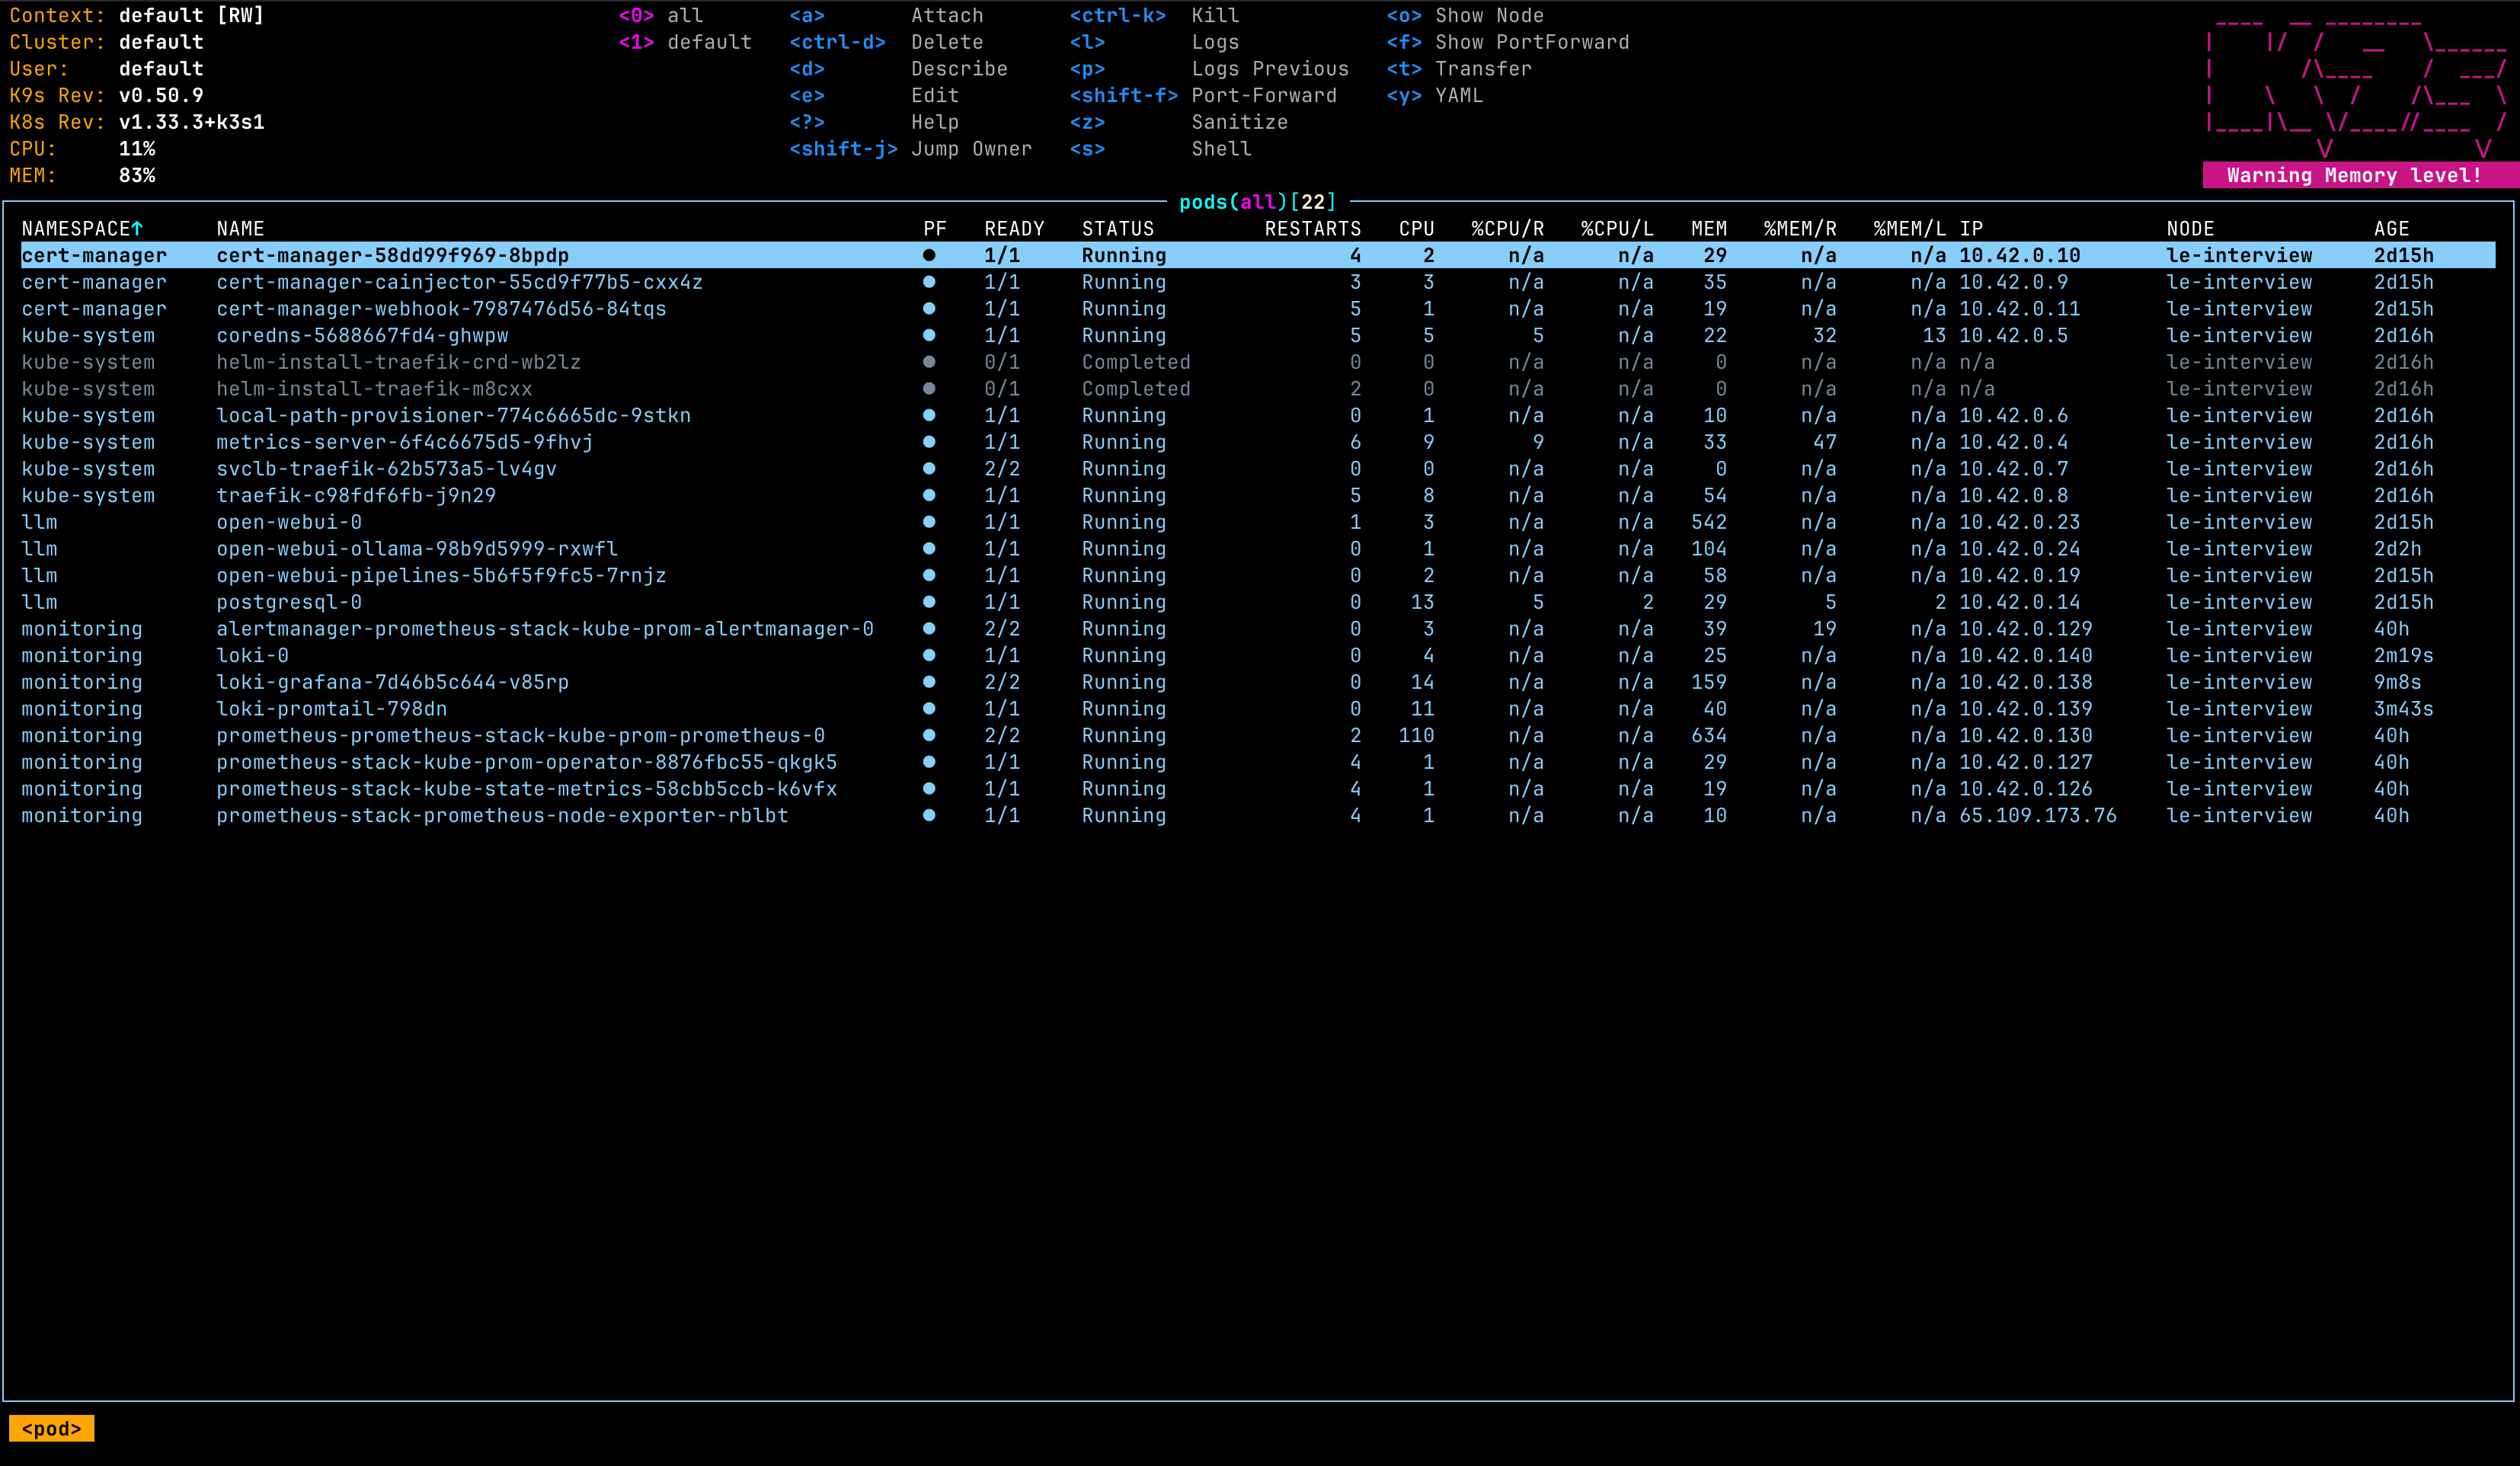 Context: default [RW] <0> all <a> Attach <ctrl-k> Kill <o> Show Node
Cluster: default <1> default <ctrl-d> Delete <l> Logs <f> Show PortForward
User: default <d> Describe <p> Logs Previous <t> Transfer
K9s Rev: v0.50.9 <e> Edit <shift-f> Port-Forward <y> YAML
K8s Rev: v1.33.3+k3s1 <?> Help <z> Sanitize
CPU: 11% <shift-j> Jump Owner <s> Shell
MEM: 83% Warning Memory level!
pods(all)[22]
NAMESPACE↑ NAME PF READY STATUS RESTARTS CPU %CPU/R %CPU/L MEM %MEM/R %MEM/L IP NODE AGE
cert-manager cert-manager-58dd99f969-8bpdp ● 1/1 Running 4 2 n/a n/a 29 n/a n/a 10.42.0.10 le-interview 2d15h
cert-manager cert-manager-cainjector-55cd9f77b5-cxx4z ● 1/1 Running 3 3 n/a n/a 35 n/a n/a 10.42.0.9 le-interview 2d15h
cert-manager cert-manager-webhook-7987476d56-84tqs ● 1/1 Running 5 1 n/a n/a 19 n/a n/a 10.42.0.11 le-interview 2d15h
kube-system coredns-5688667fd4-ghwpw ● 1/1 Running 5 5 5 n/a 22 32 13 10.42.0.5 le-interview 2d16h
kube-system helm-install-traefik-crd-wb2lz ● 0/1 Completed 0 0 n/a n/a 0 n/a n/a n/a le-interview 2d16h
kube-system helm-install-traefik-m8cxx ● 0/1 Completed 2 0 n/a n/a 0 n/a n/a n/a le-interview 2d16h
kube-system local-path-provisioner-774c6665dc-9stkn ● 1/1 Running 0 1 n/a n/a 10 n/a n/a 10.42.0.6 le-interview 2d16h
kube-system metrics-server-6f4c6675d5-9fhvj ● 1/1 Running 6 9 9 n/a 33 47 n/a 10.42.0.4 le-interview 2d16h
kube-system svclb-traefik-62b573a5-lv4gv ● 2/2 Running 0 0 n/a n/a 0 n/a n/a 10.42.0.7 le-interview 2d16h
kube-system traefik-c98fdf6fb-j9n29 ● 1/1 Running 5 8 n/a n/a 54 n/a n/a 10.42.0.8 le-interview 2d16h
llm open-webui-0 ● 1/1 Running 1 3 n/a n/a 542 n/a n/a 10.42.0.23 le-interview 2d15h
llm open-webui-ollama-98b9d5999-rxwfl ● 1/1 Running 0 1 n/a n/a 104 n/a n/a 10.42.0.24 le-interview 2d2h
llm open-webui-pipelines-5b6f5f9fc5-7rnjz ● 1/1 Running 0 2 n/a n/a 58 n/a n/a 10.42.0.19 le-interview 2d15h
llm postgresql-0 ● 1/1 Running 0 13 5 2 29 5 2 10.42.0.14 le-interview 2d15h
monitoring alertmanager-prometheus-stack-kube-prom-alertmanager-0 ● 2/2 Running 0 3 n/a n/a 39 19 n/a 10.42.0.129 le-interview 40h
monitoring loki-0 ● 1/1 Running 0 4 n/a n/a 25 n/a n/a 10.42.0.140 le-interview 2m19s
monitoring loki-grafana-7d46b5c644-v85rp ● 2/2 Running 0 14 n/a n/a 159 n/a n/a 10.42.0.138 le-interview 9m8s
monitoring loki-promtail-798dn ● 1/1 Running 0 11 n/a n/a 40 n/a n/a 10.42.0.139 le-interview 3m43s
monitoring prometheus-prometheus-stack-kube-prom-prometheus-0 ● 2/2 Running 2 110 n/a n/a 634 n/a n/a 10.42.0.130 le-interview 40h
monitoring prometheus-stack-kube-prom-operator-8876fbc55-qkgk5 ● 1/1 Running 4 1 n/a n/a 29 n/a n/a 10.42.0.127 le-interview 40h
monitoring prometheus-stack-kube-state-metrics-58cbb5ccb-k6vfx ● 1/1 Running 4 1 n/a n/a 19 n/a n/a 10.42.0.126 le-interview 40h
monitoring prometheus-stack-prometheus-node-exporter-rblbt ● 1/1 Running 4 1 n/a n/a 10 n/a n/a 65.109.173.76 le-interview 40h
<pod>